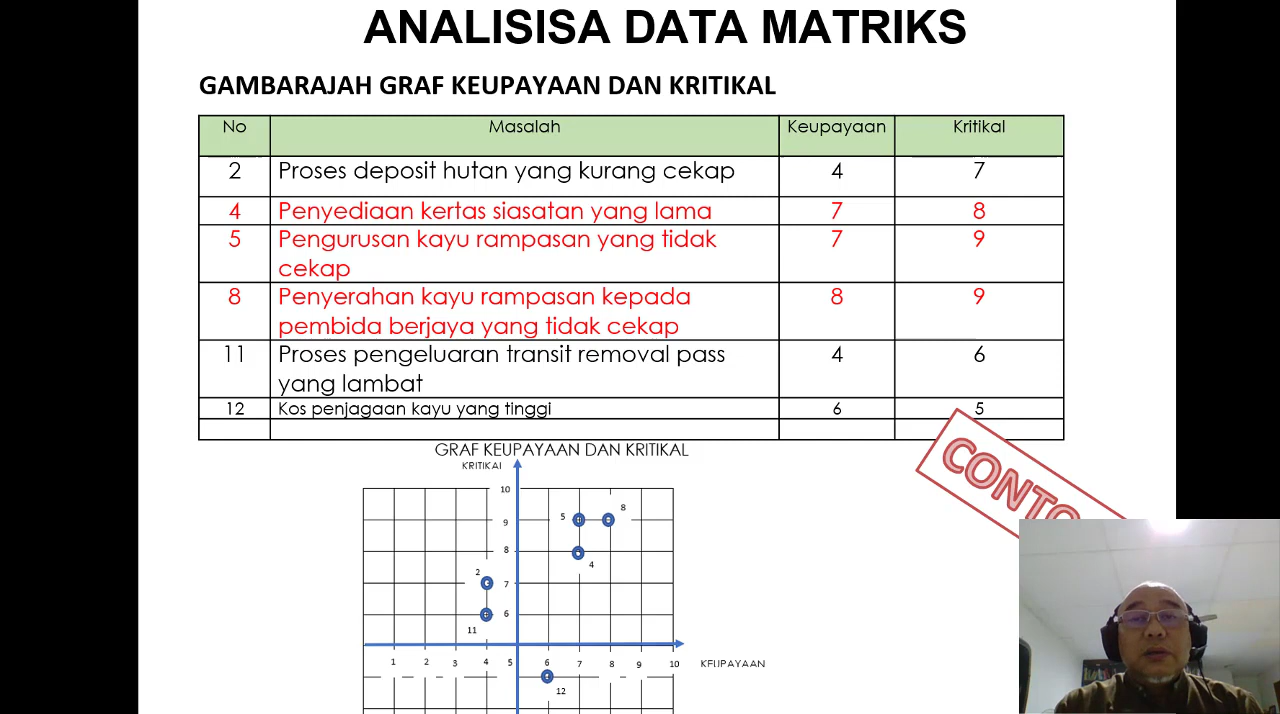 ANALISISA DATA MATRIKS
GAMBARAJAH GRAF KEUPAYAAN DAN KRITIKAL
No Masalah Keupayaan Kritikal
2 Proses deposit hutan yang kurang cekap 4 7
4 Penyediaan kertas siasatan yang lama 7 8
5 Pengurusan kayu rampasan yang tidak 7 9
cekap
8 Penyerahan kayu rampasan kepada 8 9
pembida berjaya yang tidak cekap
11 Proses pengeluaran transit removal pass 4 6
yang lambat
12 Kos penjagaan kayu yang tinggi 6 5
GRAF KEUPAYAAN DAN KRITIKAL
KRITIKAL
10
5 9 8
8 4
2 7
6
11
1 2 3 4 5 6 7 8 9 10 KEUPAYAAN
12
CONTO